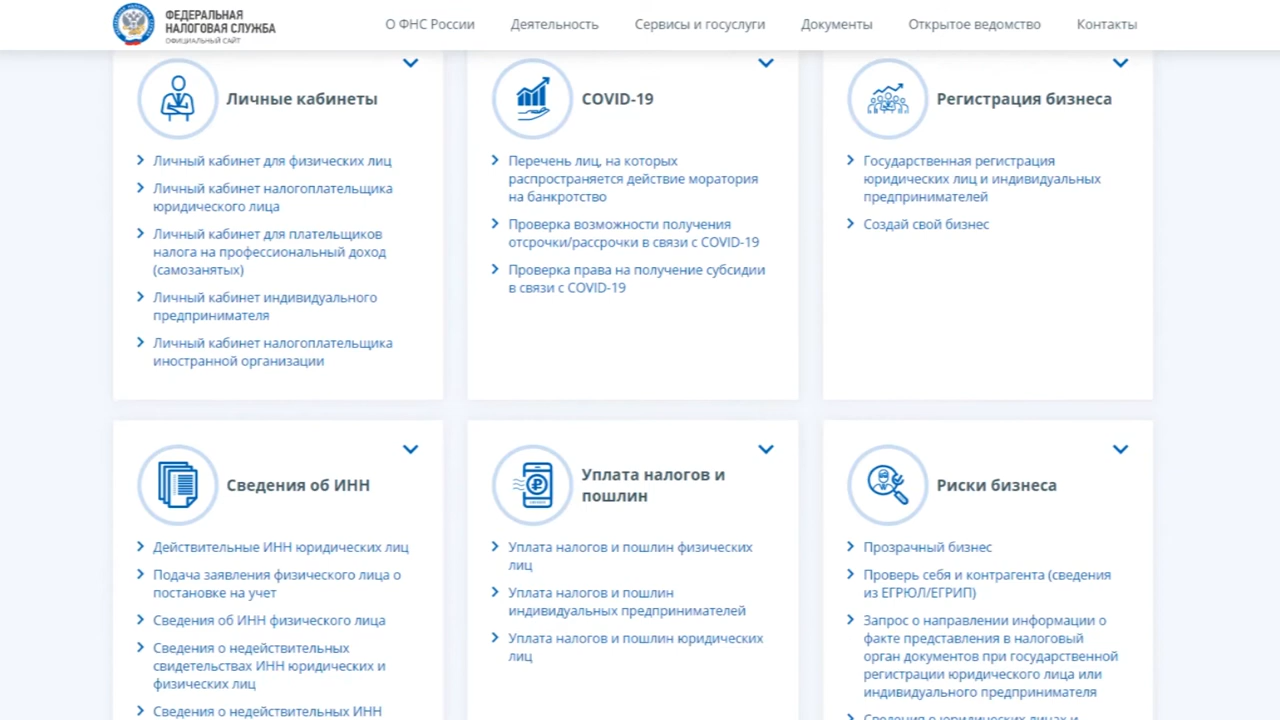 ФЕДЕРАЛЬНАЯ
НАЛОГОВАЯ СЛУЖБА
ОФИЦИАЛЬНЫЙ САЙТ
О ФНС России
Деятельность
Сервисы и госуслуги
Документы
Открытое ведомство
Контакты
Личные кабинеты
Личный кабинет для физических лиц
Личный кабинет налогоплательщика
юридического лица
Личный кабинет для плательщиков
налога на профессиональный доход
(самозанятых)
Личный кабинет индивидуального
предпринимателя
Личный кабинет налогоплательщика
иностранной организации
COVID-19
Перечень лиц, на которых
распространяется действие моратория
на банкротство
Проверка возможности получения
отсрочки/рассрочки в связи с COVID-19
Проверка права на получение субсидии
в связи с COVID-19
Регистрация бизнеса
Государственная регистрация
юридических лиц и индивидуальных
предпринимателей
Создай свой бизнес
Сведения об ИНН
Действительные ИНН юридических лиц
Подача заявления физического лица о
постановке на учет
Сведения об ИНН физического лица
Сведения о недействительных
свидетельствах ИНН юридических и
физических лиц
Сведения о недействительных ИНН
Уплата налогов и
пошлин
Уплата налогов и пошлин физических
лиц
Уплата налогов и пошлин
индивидуальных предпринимателей
Уплата налогов и пошлин юридических
лиц
Риски бизнеса
Прозрачный бизнес
Проверь себя и контрагента (сведения
из ЕГРЮЛ/ЕГРИП)
Запрос о направлении информации о
факте представления в налоговый
орган документов при государственной
регистрации юридического лица или
индивидуального предпринимателя
Сведения о юридических лицах и